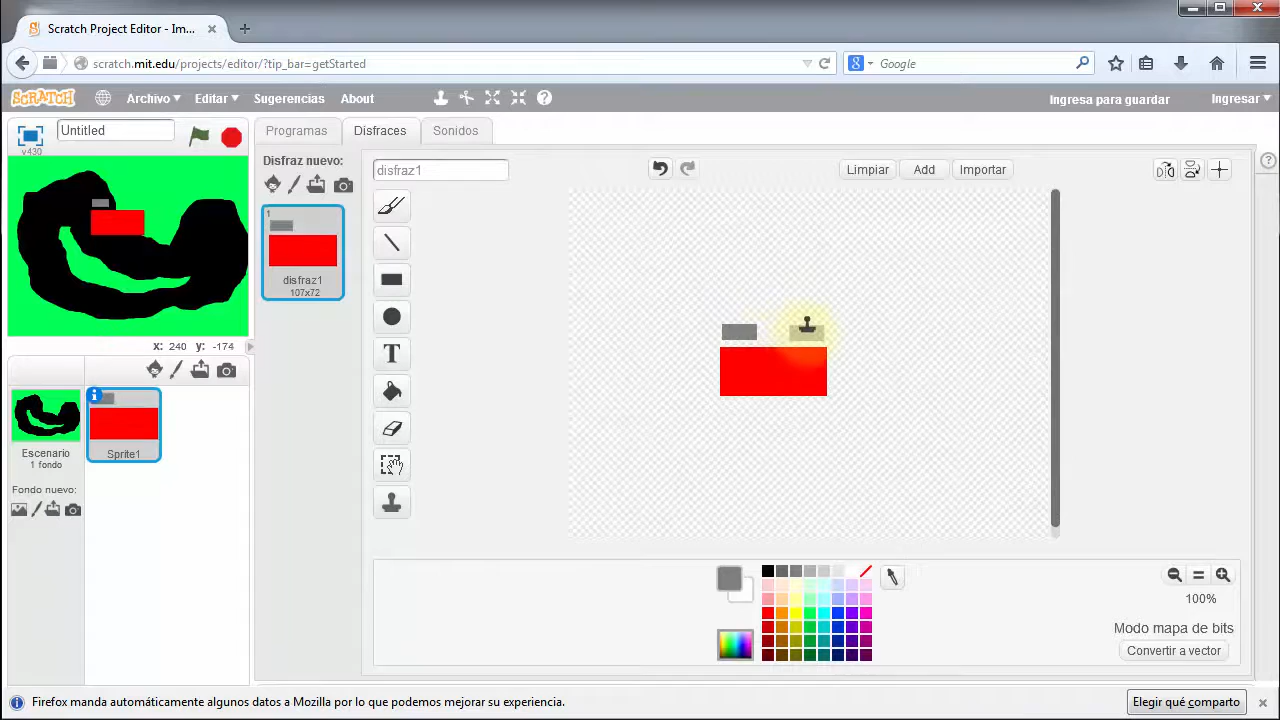 Scratch Project Editor - Im...
scratch.mit.edu/projects/editor/?tip_bar=getStarted
Google
SCRATCH
Archivo
Editar
Sugerencias
About
Ingresa para guardar
Ingresar
Untitled
v430
Programas
Disfraces
Sonidos
Disfraz nuevo:
disfraz1
Limpiar
Add
Importar
1
disfraz1
107x72
T
x: 240 y: -174
Escenario
1 fondo
Sprite1
Fondo nuevo:
100%
Modo mapa de bits
Convertir a vector
Firefox manda automáticamente algunos datos a Mozilla por lo que podemos mejorar su experiencia.
Elegir qué comparto